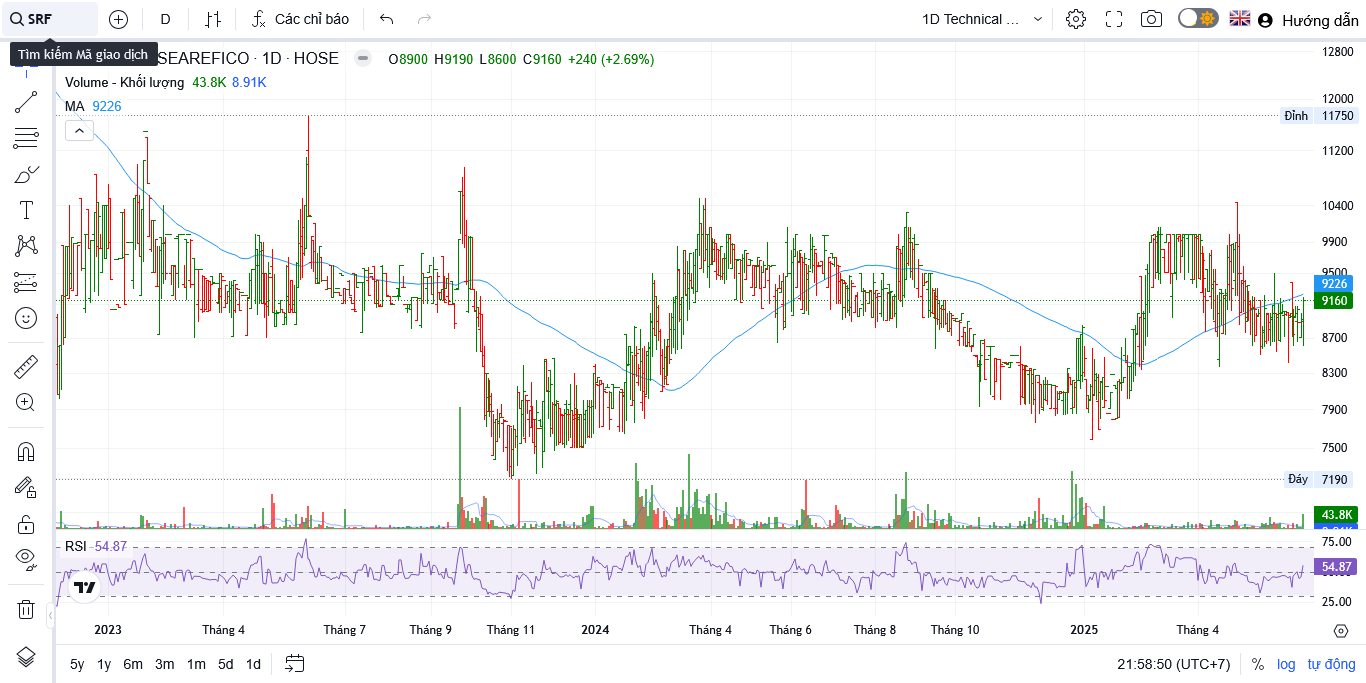 SRF D Các chỉ báo 1D Technical ... Hướng dẫn
Tìm kiếm Mã giao dịch
SEAREFICO · 1D · HOSE O8900 H9190 L8600 C9160 +240 (+2.69%)
Volume - Khối lượng 43.8K 8.91K
MA 9226
12800
12000
Đỉnh 11750
11200
10400
9900
9500
9226
9160
8700
8300
7900
7500
Đáy 7190
43.8K
RSI 54.87
75.00
54.87
25.00
2023 Tháng 4 Tháng 7 Tháng 9 Tháng 11 2024 Tháng 4 Tháng 6 Tháng 8 Tháng 10 2025 Tháng 4
5y 1y 6m 3m 1m 5d 1d 21:58:50 (UTC+7) % log tự động